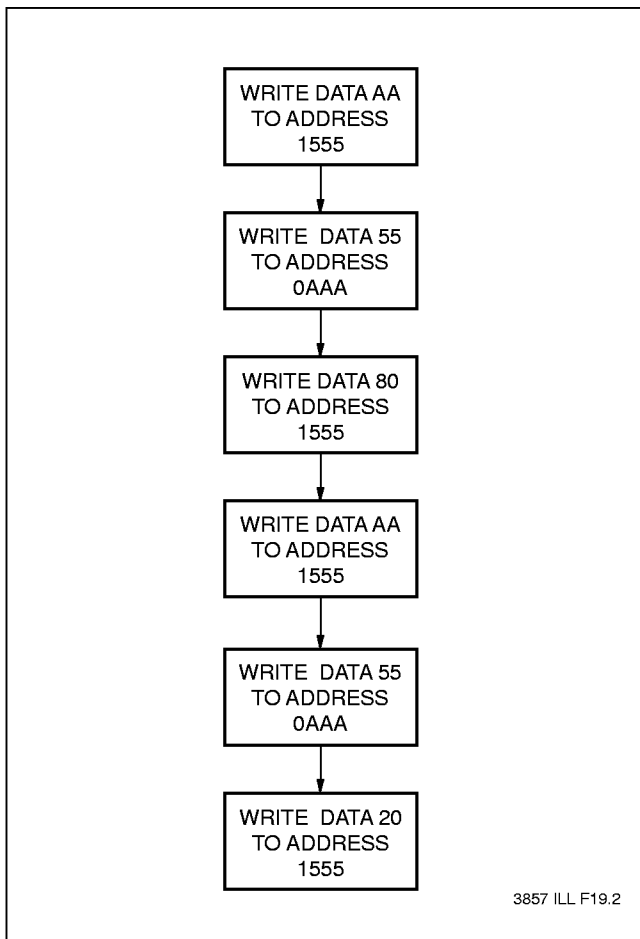 WRITE DATA AA
TO ADDRESS
1555
WRITE DATA 55
TO ADDRESS
0AAA
WRITE DATA 80
TO ADDRESS
1555
WRITE DATA AA
TO ADDRESS
1555
WRITE DATA 55
TO ADDRESS
0AAA
WRITE DATA 20
TO ADDRESS
1555
3857 ILL F19.2